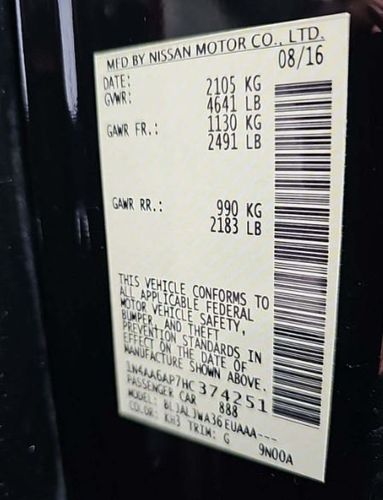 MFD BY NISSAN MOTOR CO., LTD.
DATE: 08/16
GVWR: 2105 KG
4641 LB
GAWR FR.: 1130 KG
2491 LB
GAWR RR.: 990 KG
2183 LB
THIS VEHICLE CONFORMS TO
ALL APPLICABLE FEDERAL
MOTOR VEHICLE SAFETY,
BUMPER, AND THEFT
PREVENTION STANDARDS IN
EFFECT ON THE DATE OF
MANUFACTURE SHOWN ABOVE.
1N4AA6AP7HC374251
PASSENGER CAR 888
MODEL: BL3ALJWA36EUAAA---
COLOR: KH3 TRIM: G 9N00A